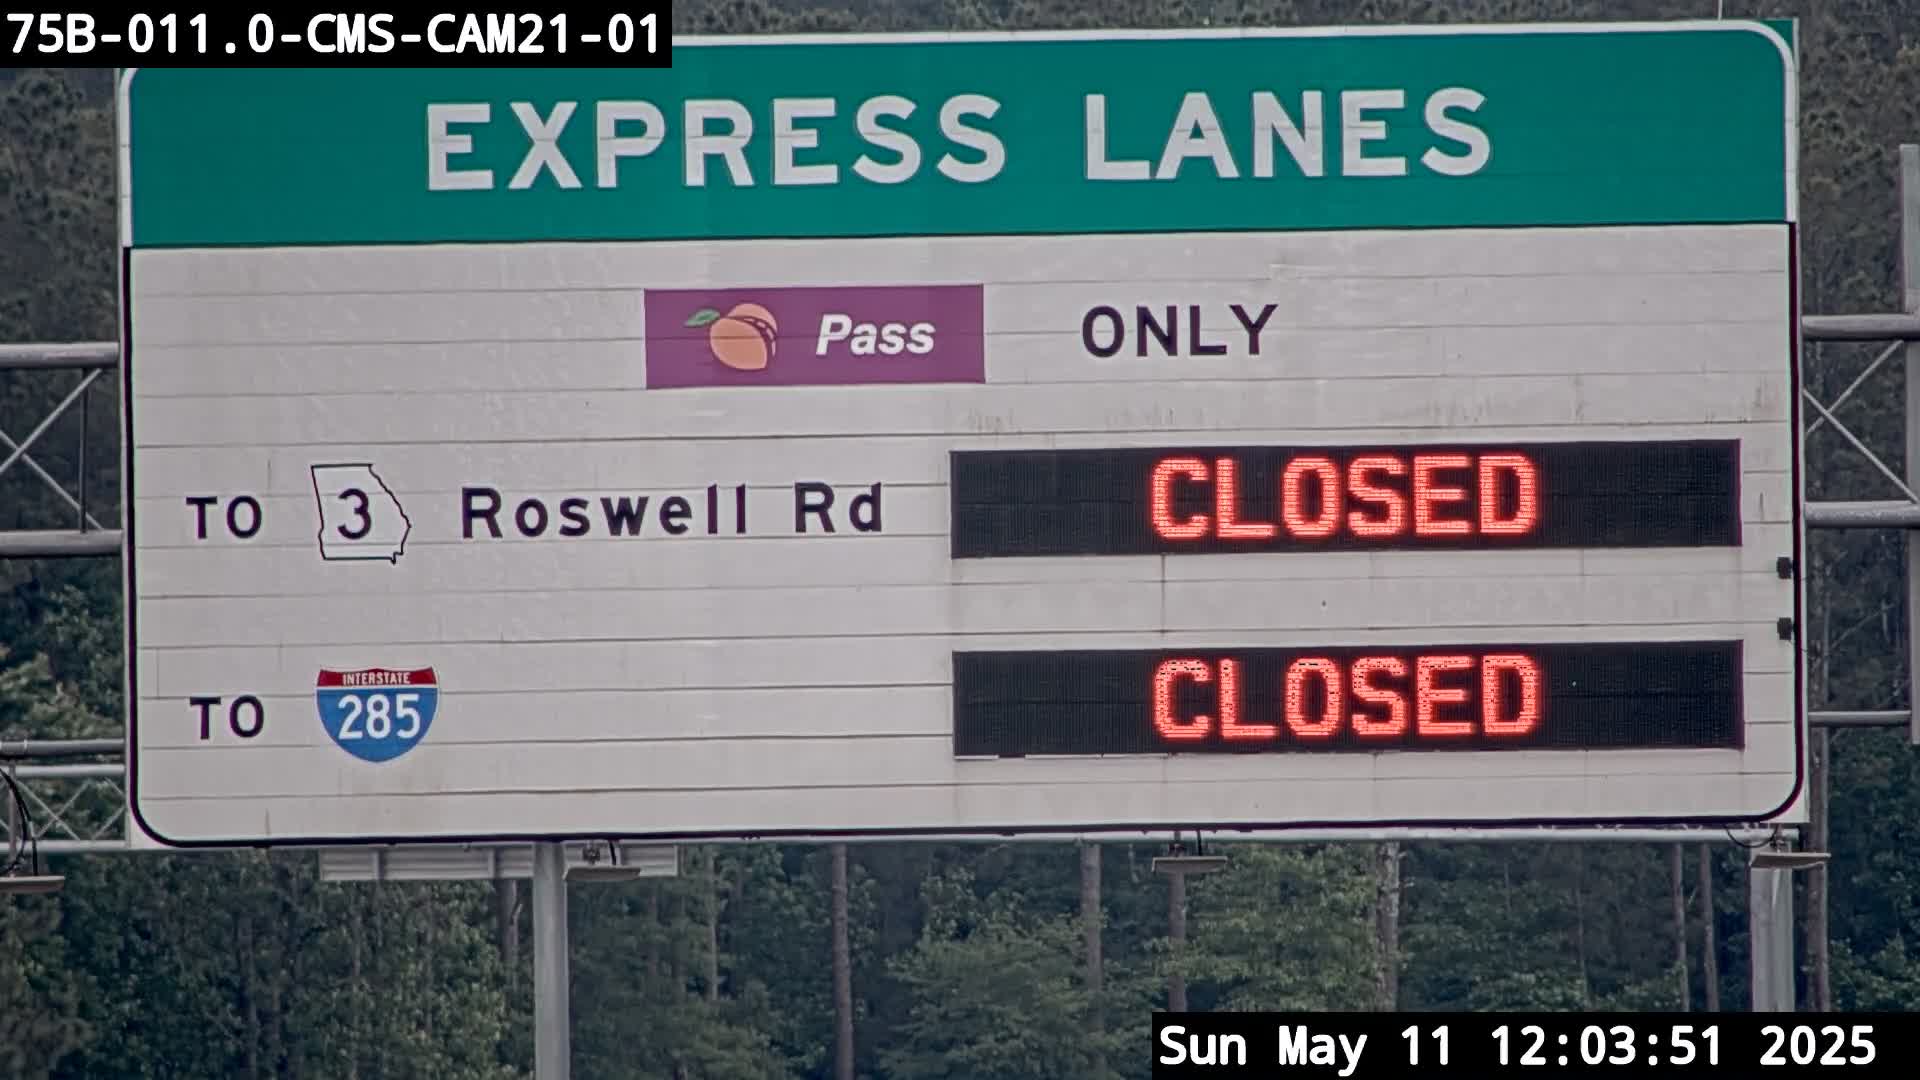 75B-011.0-CMS-CAM21-01
EXPRESS LANES
Pass ONLY
TO 3 Roswell Rd CLOSED
TO INTERSTATE 285 CLOSED
Sun May 11 12:03:51 2025